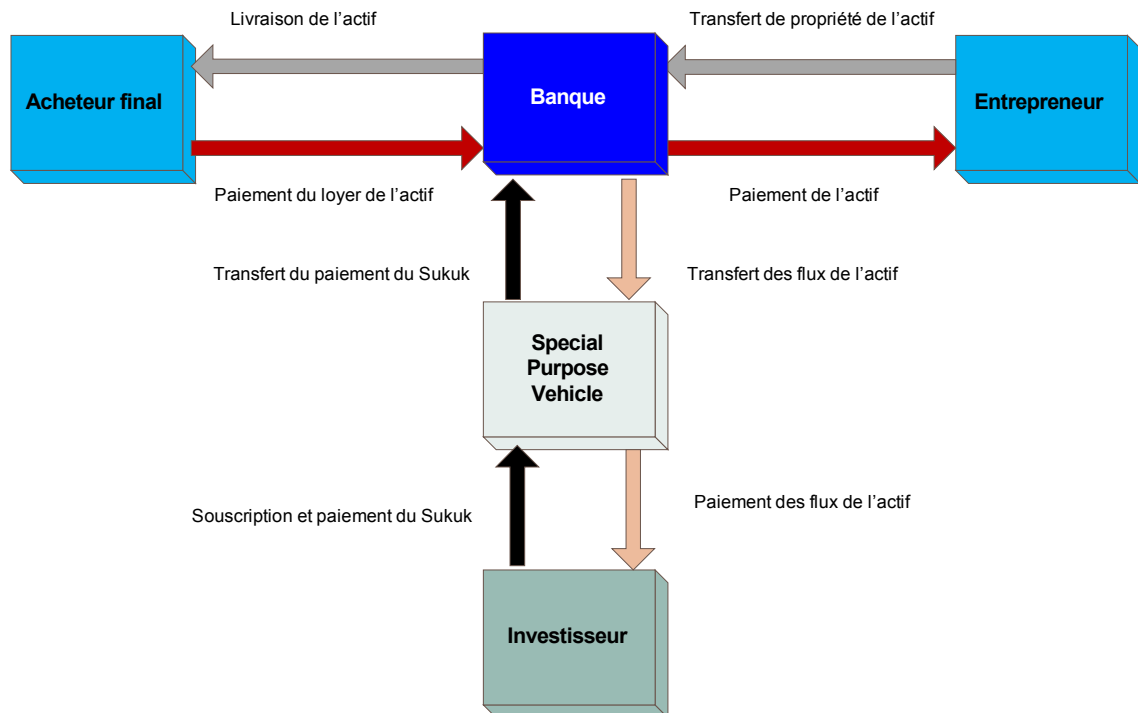 Livraison de l’actif
Transfert de propriété de l’actif
Acheteur final
Banque
Entrepreneur
Paiement du loyer de l’actif
Paiement de l’actif
Transfert du paiement du Sukuk
Transfert des flux de l’actif
Special
Purpose
Vehicle
Souscription et paiement du Sukuk
Paiement des flux de l’actif
Investisseur